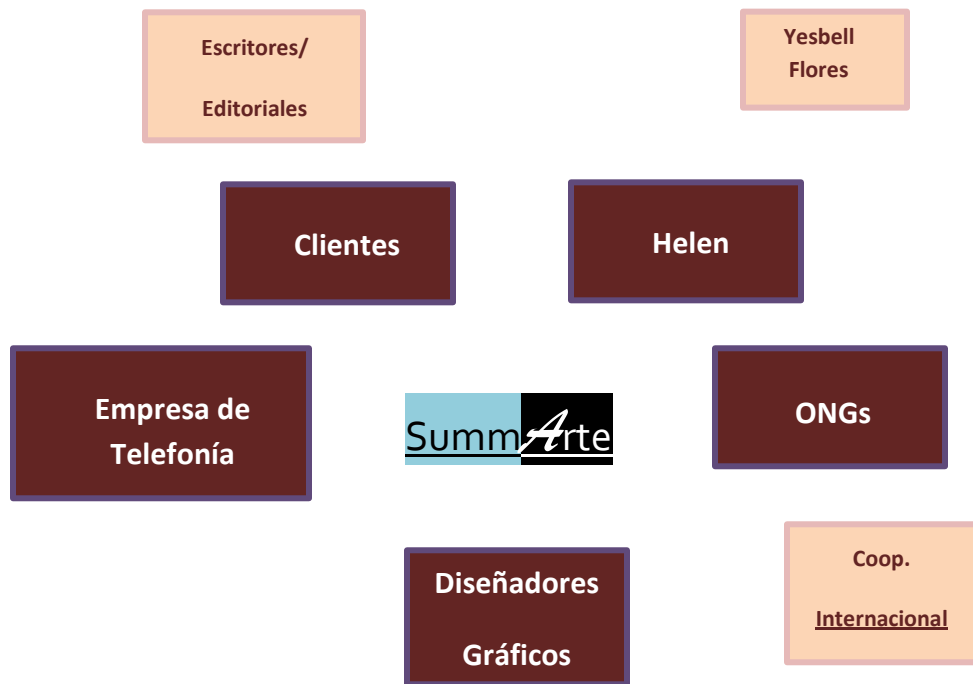 Escritores/
Editoriales
Yesbell
Flores
Clientes
Helen
Empresa de
Telefonía
SummArte
ONGs
Diseñadores
Gráficos
Coop.
Internacional